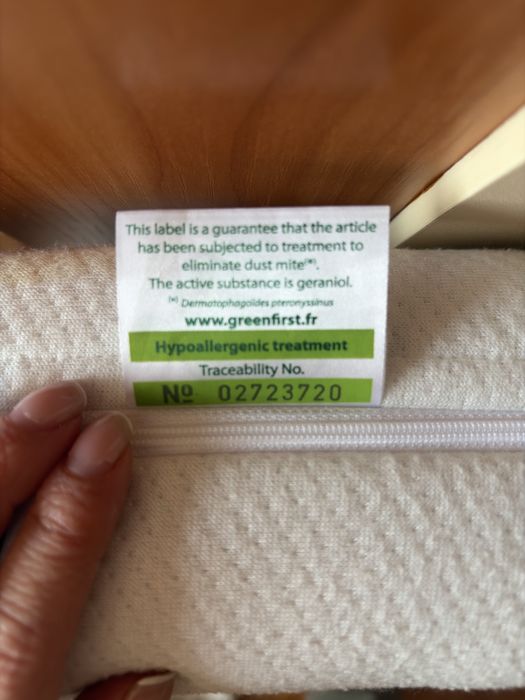 This label is a guarantee that the article
has been subjected to treatment to
eliminate dust mite(*).
The active substance is geraniol.
(*) Dermatophagoïdes pteronyssinus
www.greenfirst.fr
Hypoallergenic treatment
Traceability No.
Nº 02723720